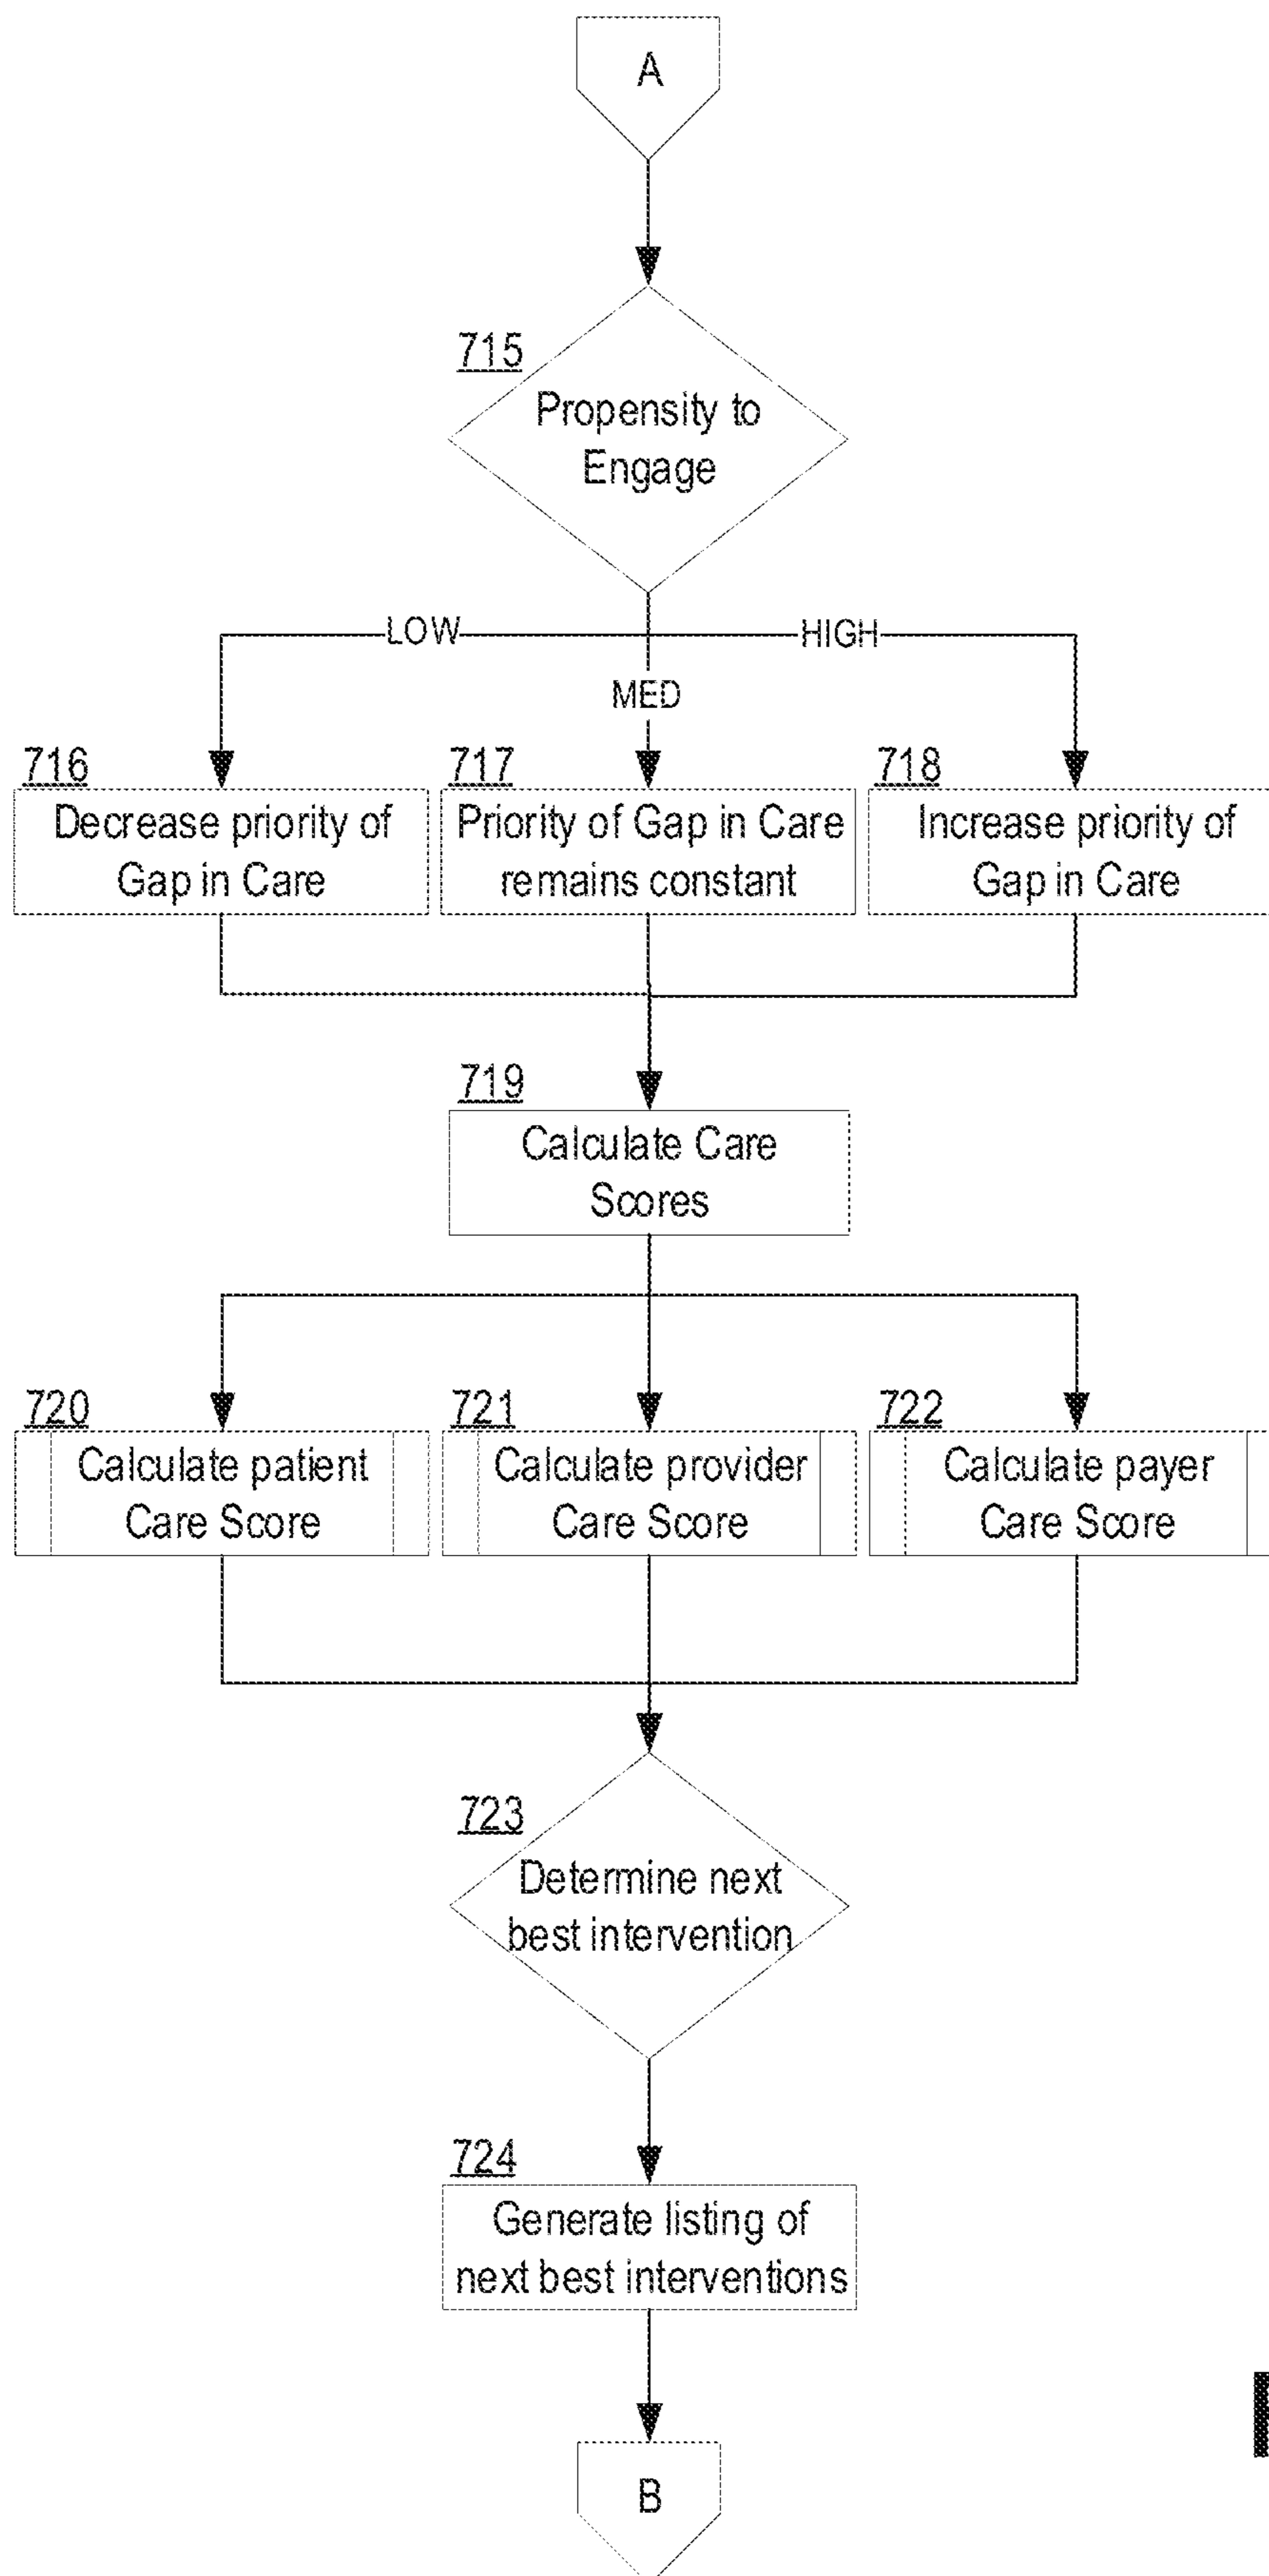 A
715
Propensity to
Engage
LOW
HIGH
MED
716
717
718
Decrease priority of
Gap in Care
Priority of Gap in Care
remains constant
Increase priority of
Gap in Care
719
Calculate Care
Scores
720
721
722
Calculate patient
Care Score
Calculate provider
Care Score
Calculate payer
Care Score
723
Determine next
best intervention
724
Generate listing of
next best interventions
B